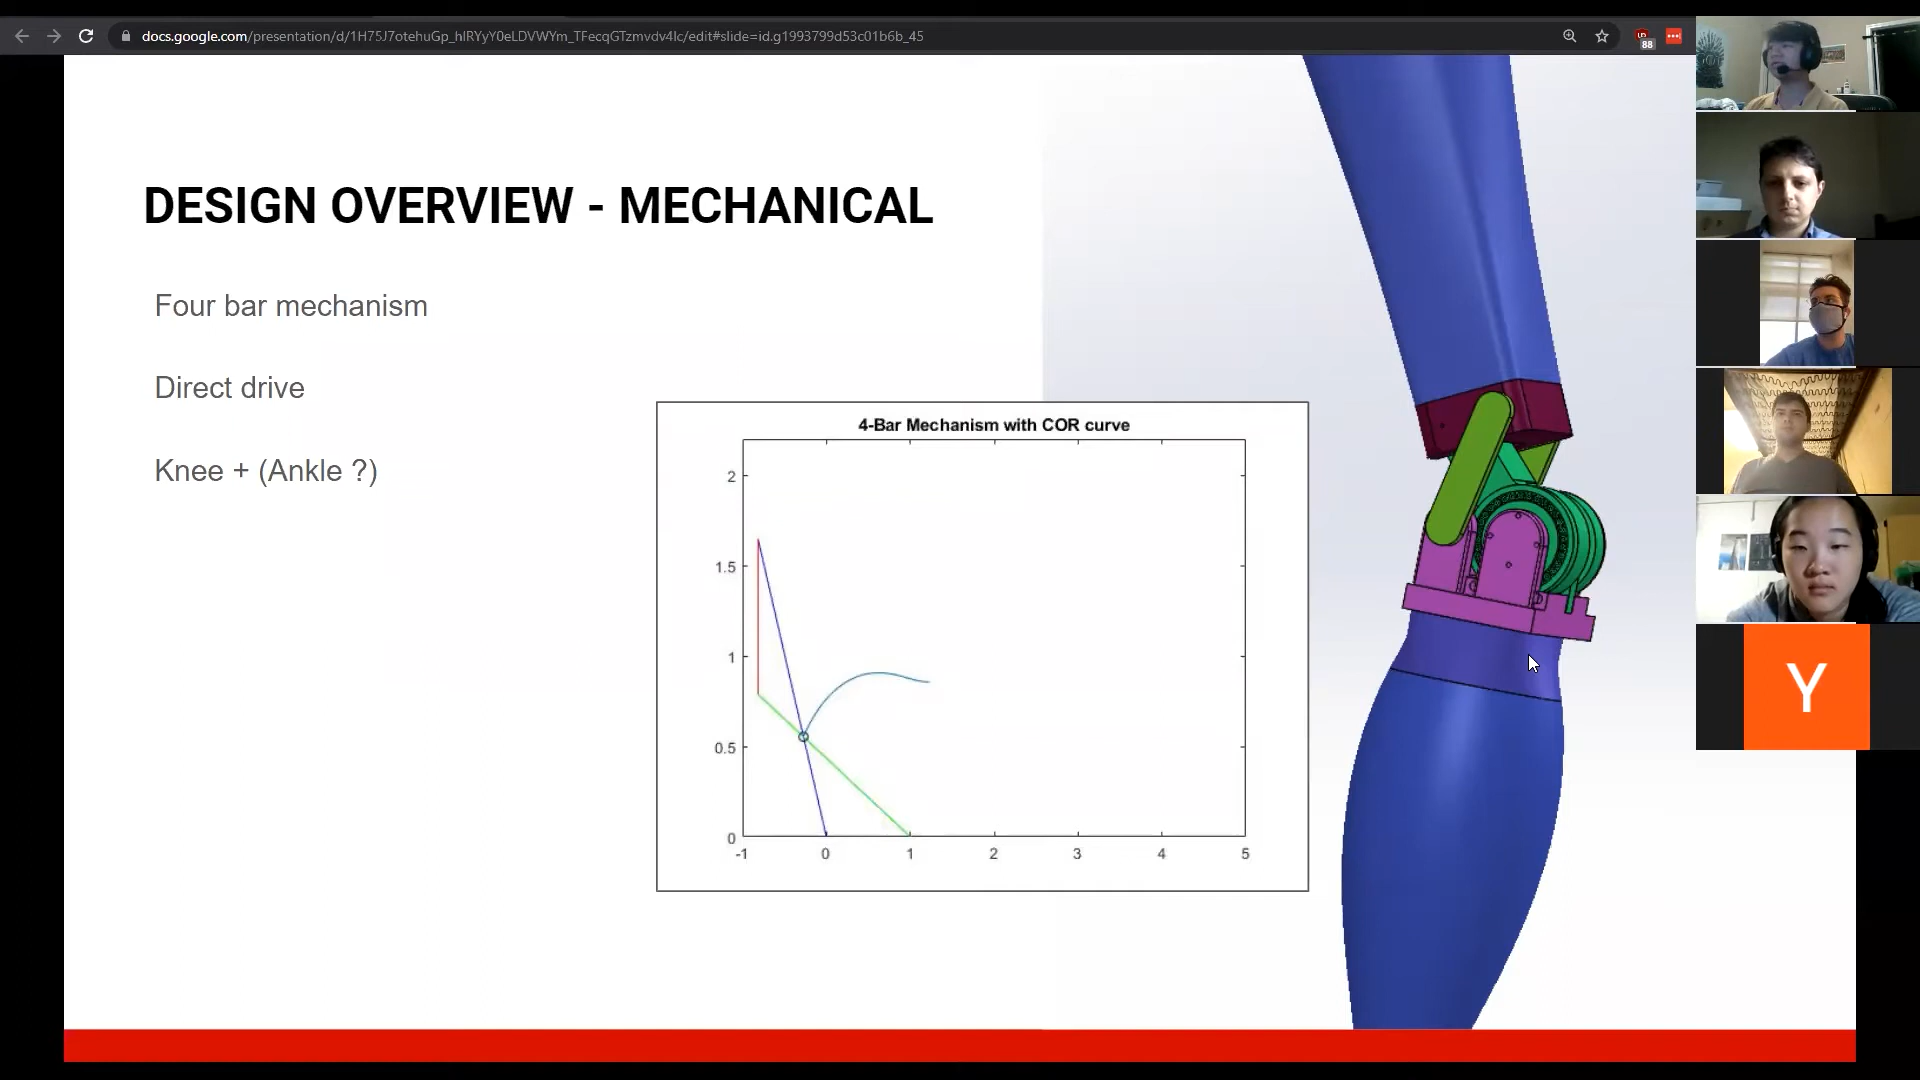 docs.google.com/presentation/d/1H75J7otehuGp_hIRYyY0eLDVWYm_TFecqGTzmvdv4lc/edit#slide=id.g1993799d53c01b6b_45
88
DESIGN OVERVIEW - MECHANICAL
Four bar mechanism
Direct drive
Knee + (Ankle ?)
4-Bar Mechanism with COR curve
2
1.5
1
0.5
0
-1 0 1 2 3 4 5
Y